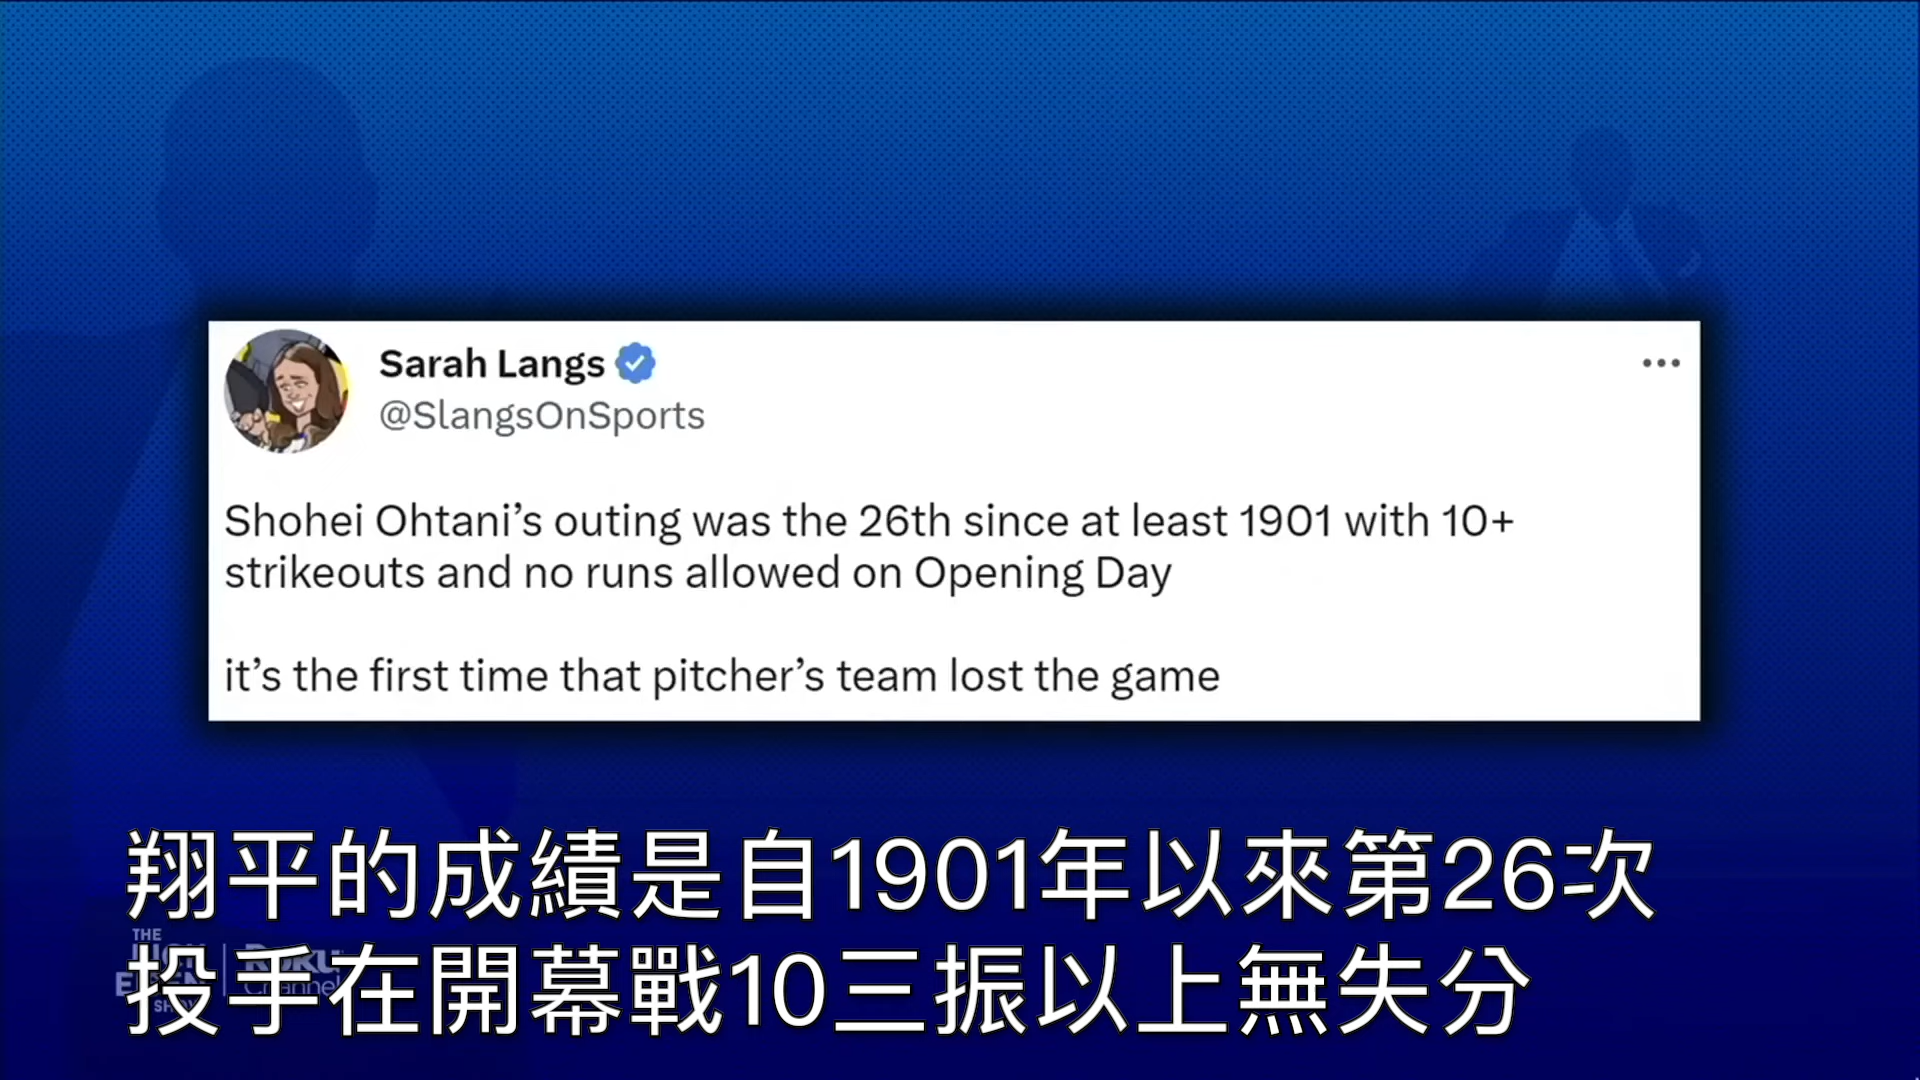 Sarah Langs
@SlangsOnSports
Shohei Ohtani’s outing was the 26th since at least 1901 with 10+
strikeouts and no runs allowed on Opening Day
it’s the first time that pitcher’s team lost the game
翔平的成績是自1901年以來第26次
投手在開幕戰10三振以上無失分
THE
Roku
Channel